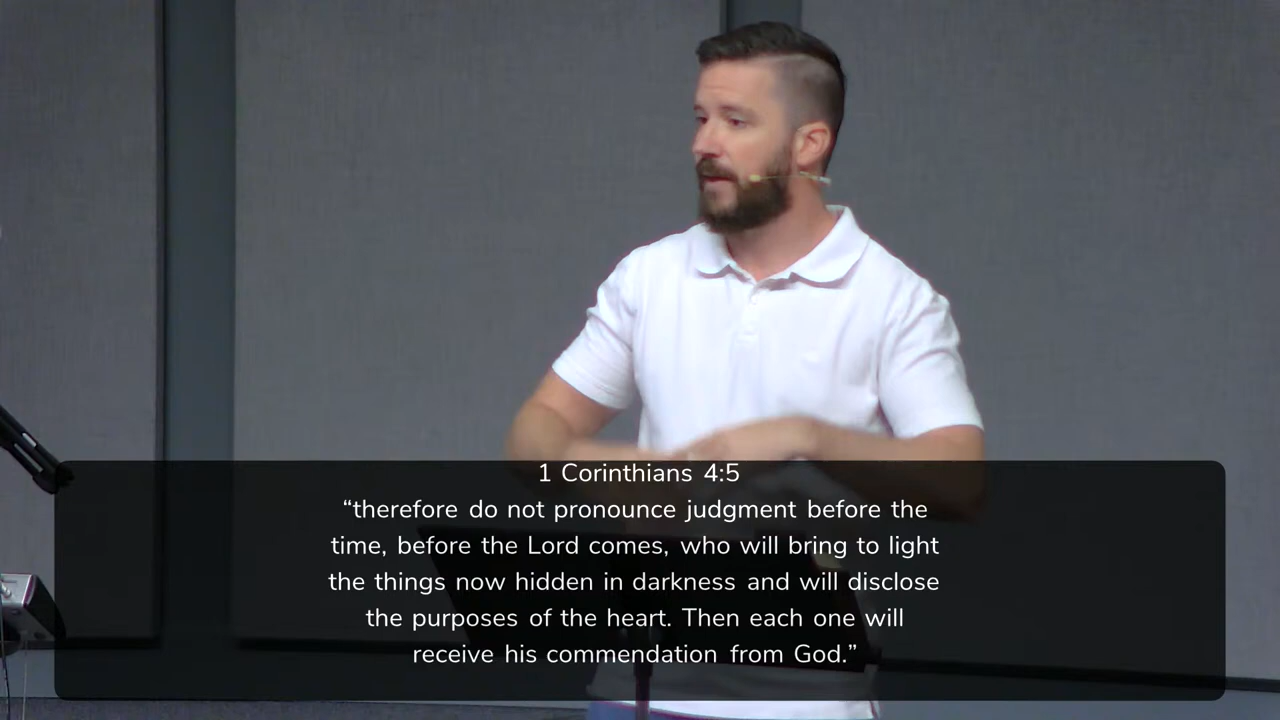 1 Corinthians 4:5
“therefore do not pronounce judgment before the
time, before the Lord comes, who will bring to light
the things now hidden in darkness and will disclose
the purposes of the heart. Then each one will
receive his commendation from God.”